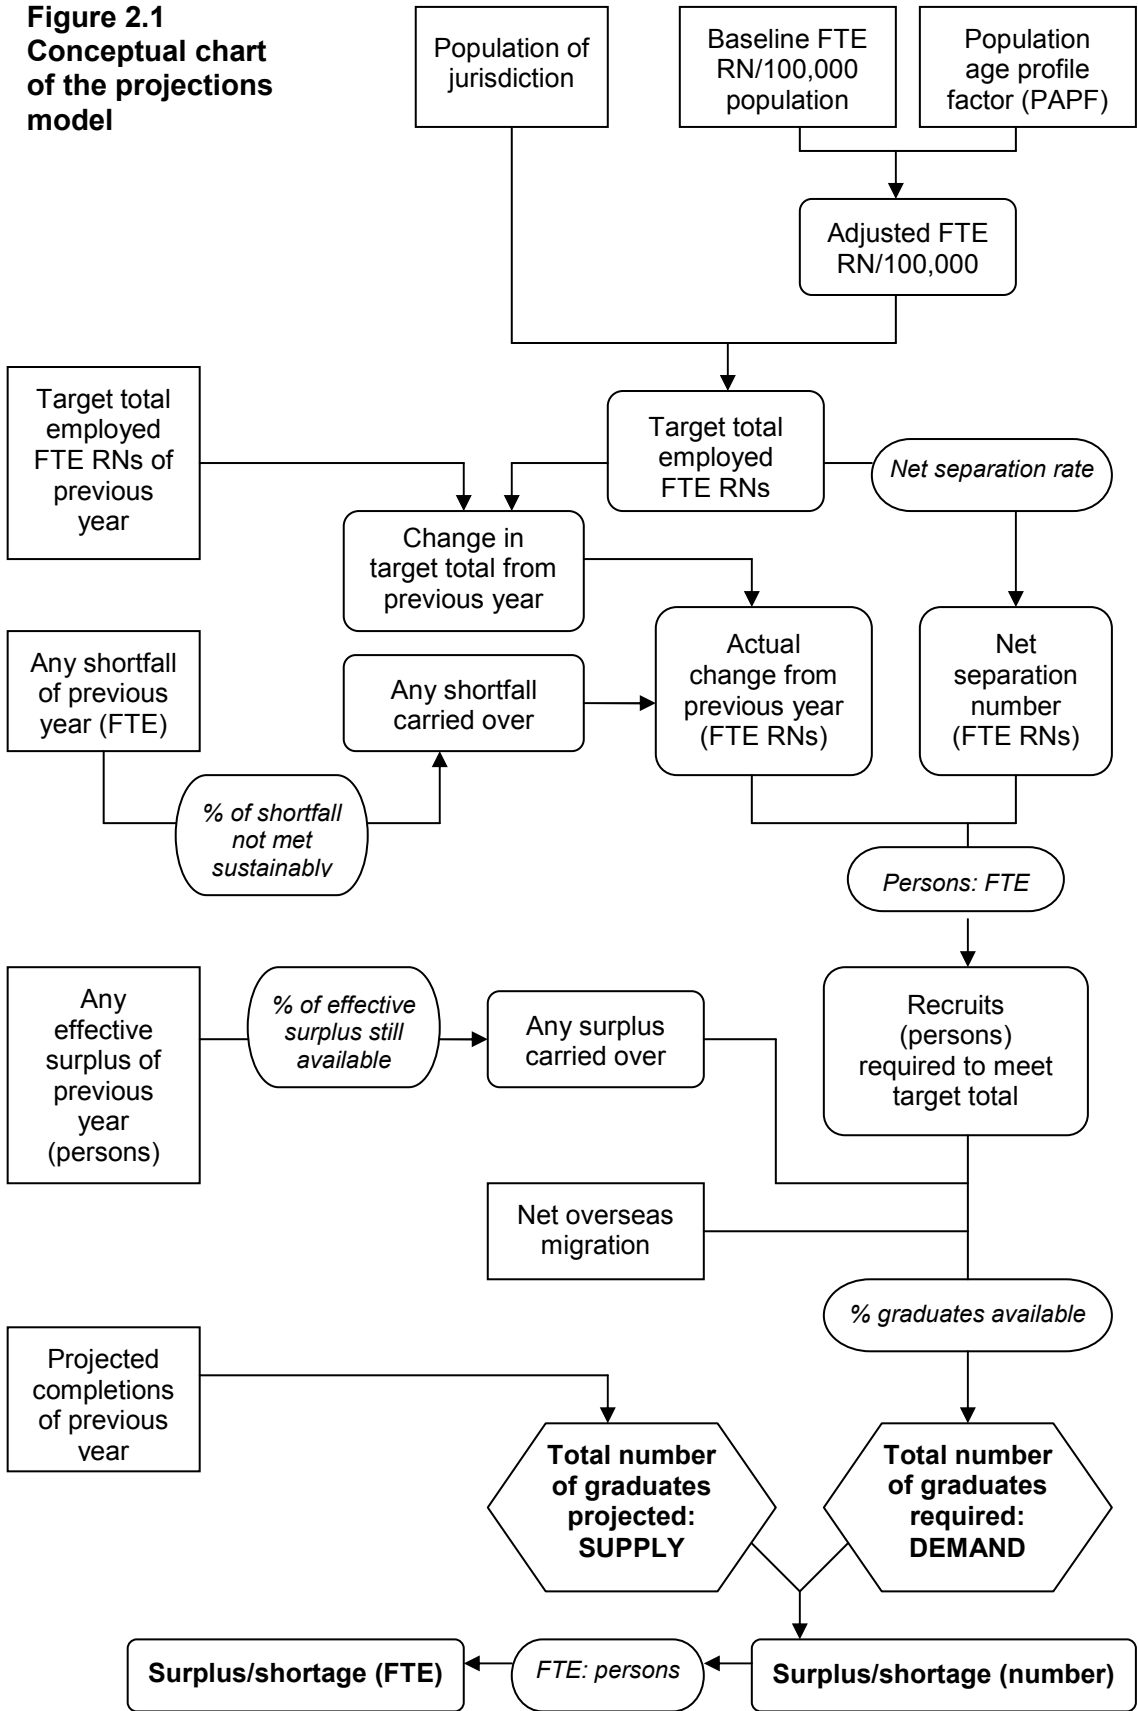 Figure 2.1
Conceptual chart
of the projections
model
Population of
jurisdiction
Baseline FTE
RN/100,000
population
Population
age profile
factor (PAPF)
Adjusted FTE
RN/100,000
Target total
employed
FTE RNs of
previous
year
Target total
employed
FTE RNs
Net separation rate
Change in
target total from
previous year
Any shortfall
of previous
year (FTE)
Any shortfall
carried over
Actual
change from
previous year
(FTE RNs)
Net
separation
number
(FTE RNs)
% of shortfall
not met
sustainably
Persons: FTE
Any
effective
surplus of
previous
year
(persons)
% of effective
surplus still
available
Any surplus
carried over
Recruits
(persons)
required to meet
target total
Net overseas
migration
% graduates available
Projected
completions
of previous
year
Total number
of graduates
projected:
SUPPLY
Total number
of graduates
required:
DEMAND
Surplus/shortage (FTE)
FTE: persons
Surplus/shortage (number)